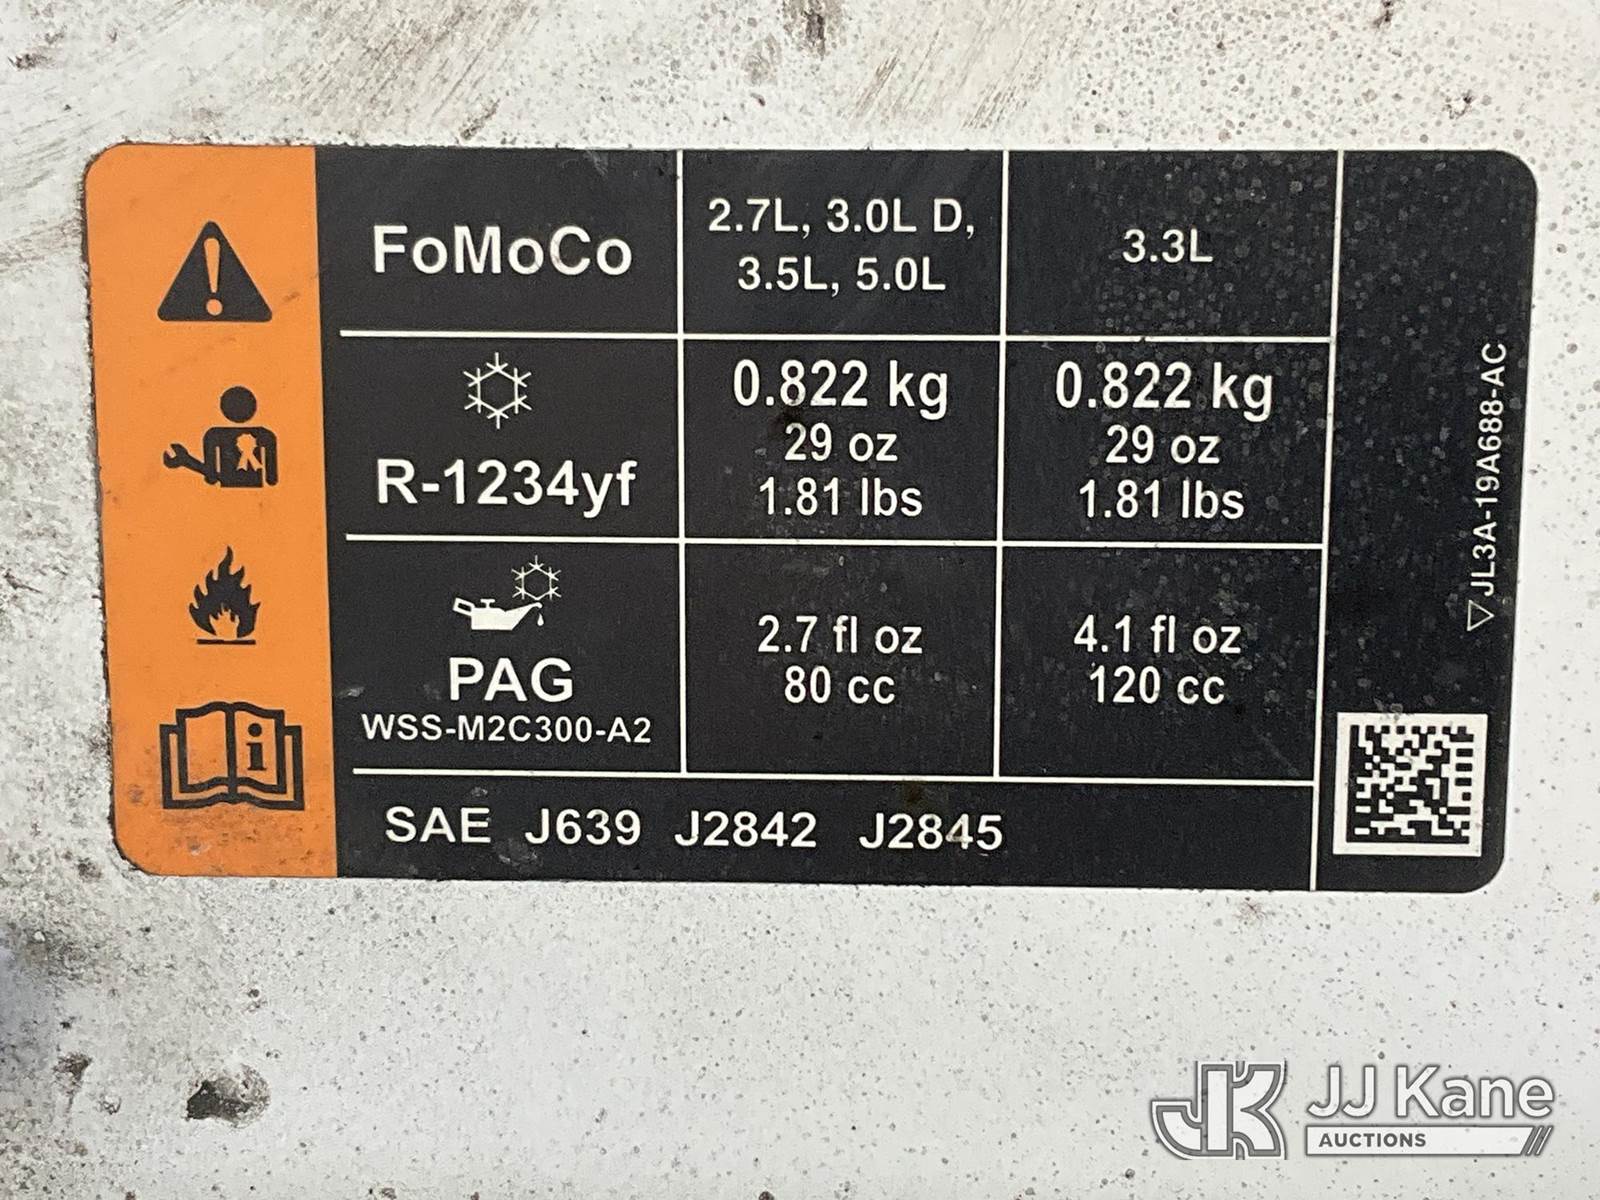 FoMoCo
2.7L, 3.0L D,
3.5L, 5.0L
3.3L
R-1234yf
0.822 kg
29 oz
1.81 lbs
0.822 kg
29 oz
1.81 lbs
PAG
WSS-M2C300-A2
2.7 fl oz
80 cc
4.1 fl oz
120 cc
SAE J639 J2842 J2845
▽JL3A-19A688-AC
i
JK JJ Kane
AUCTIONS